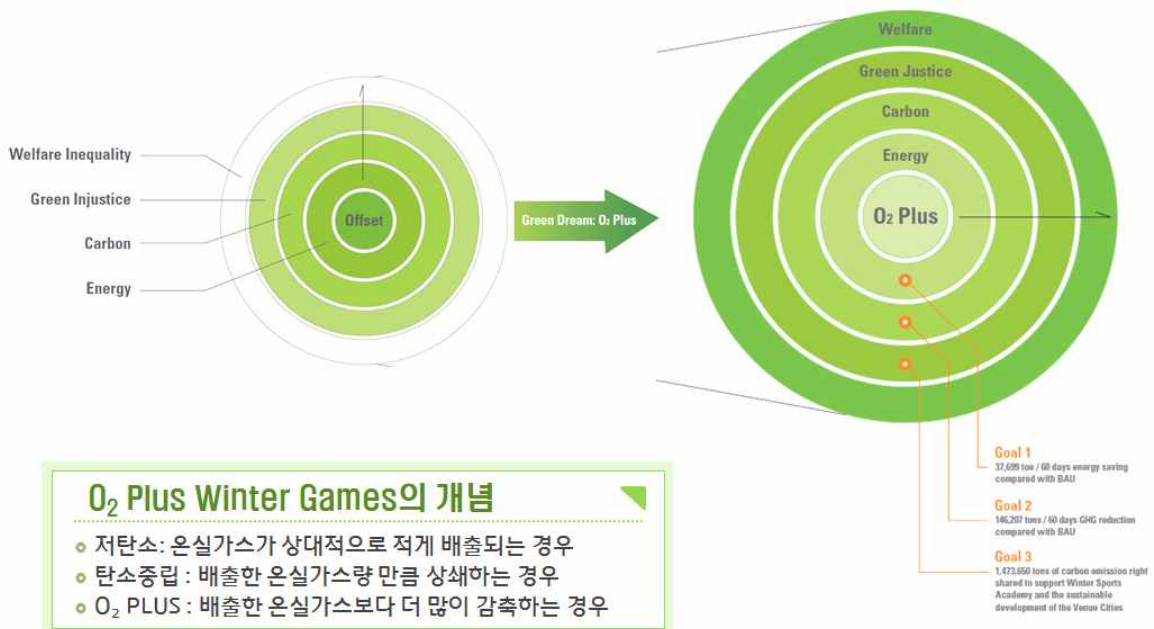 Welfare Inequality
Green Injustice
Carbon
Energy
Offset
Green Dream: O₂ Plus
Welfare
Green Justice
Carbon
Energy
O₂ Plus
Goal 1
37,699 toe / 60 days energy saving
compared with BAU
Goal 2
146,207 tons / 60 days GHG reduction
compared with BAU
Goal 3
1,473,650 tons of carbon emission right
shared to support Winter Sports
Academy and the sustainable
development of the Venue Cities
O₂ Plus Winter Games의 개념
저탄소: 온실가스가 상대적으로 적게 배출되는 경우
탄소중립 : 배출한 온실가스량 만큼 상쇄하는 경우
O₂ PLUS : 배출한 온실가스보다 더 많이 감축하는 경우